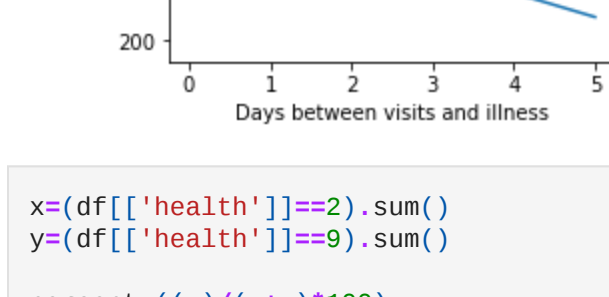 200
0 1 2 3 4 5
Days between visits and illness
x=(df[['health']]==2).sum()
y=(df[['health']]==9).sum()